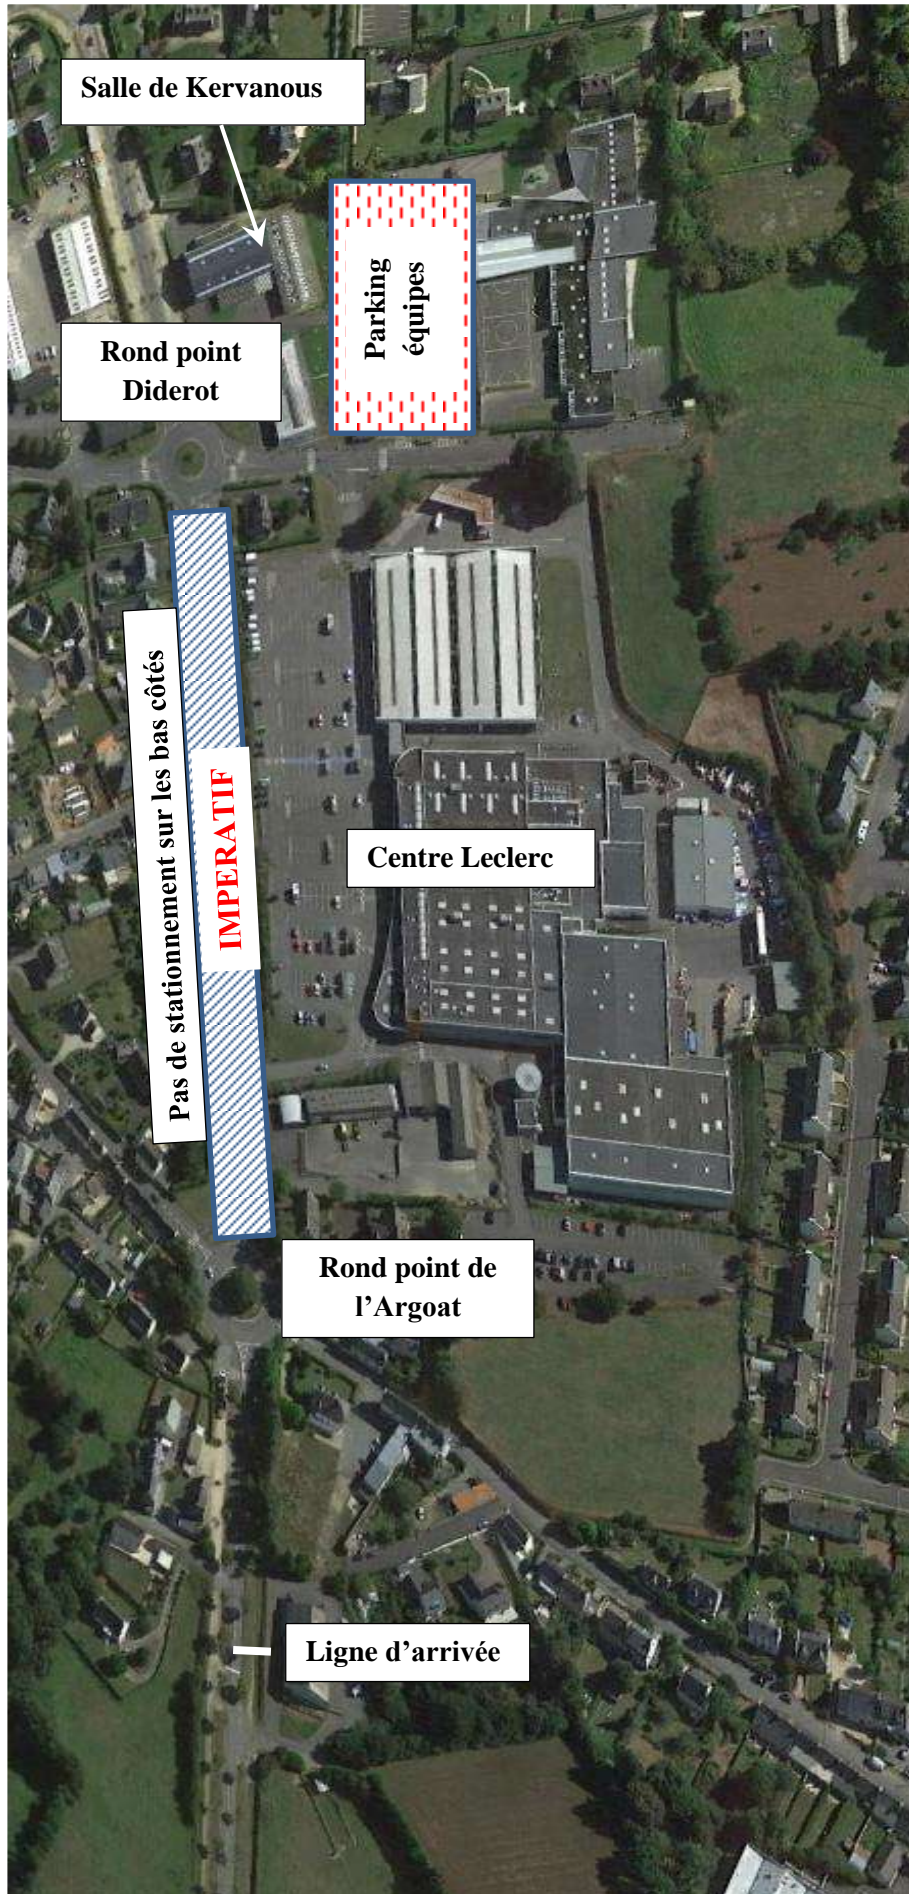 Salle de Kervanous
Parking
équipes
Rond point
Diderot
Pas de stationnement sur les bas côtés
IMPERATIF
Centre Leclerc
Rond point de
l’Argoat
Ligne d’arrivée